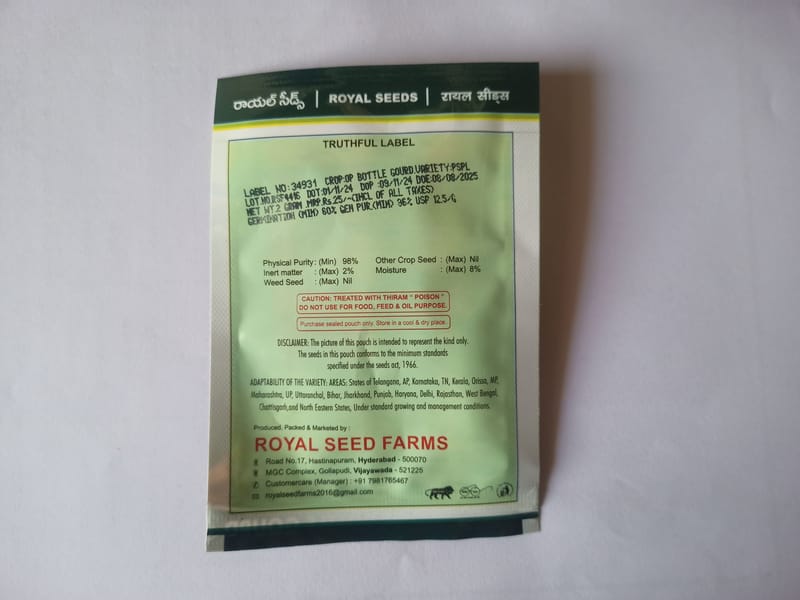 రాయల్ సీడ్స్ | ROYAL SEEDS | रायल सीड्स
TRUTHFUL LABEL
LABEL NO:34931 CROP:OP BOTTLE GOURD.VARIETY:PSPL
LOT.NO.RSF4416 DOT:01/11/24 DOP :09/11/24 DOE:08/08/2025
NET WT.2 GRAM .MRP.Rs.25/-(INCL OF ALL TAXES)
GERMINATION (MIN) 60% GEN PUR.(MIN) 96% USP 12.5/G
Physical Purity : (Min) 98% Other Crop Seed : (Max) Nil
Inert matter : (Max) 2% Moisture : (Max) 8%
Weed Seed : (Max) Nil
CAUTION: TREATED WITH THIRAM " POISON "
DO NOT USE FOR FOOD, FEED & OIL PURPOSE.
Purchase sealed pouch only. Store in a cool & dry place.
DISCLAIMER: The picture of this pouch is intended to represent the kind only.
The seeds in this pouch conforms to the minimum standards
specified under the seeds act, 1966.
ADAPTABILITY OF THE VARIETY: AREAS: States of Telangana, AP, Karnataka, TN, Kerala, Orissa, MP,
Maharashtra, UP, Uttaranchal, Bihar, Jharkhand, Punjab, Haryana, Delhi, Rajasthan, West Bengal,
Chattisgarh,and North Eastern States, Under standard growing and management conditions.
Produced, Packed & Marketed by :
ROYAL SEED FARMS
Road No.17, Hastinapuram, Hyderabad - 500070
MGC Complex, Gollapudi, Vijayawada - 521225
Customercare (Manager) : +91 7981765467
royalseedfarms2016@gmail.com